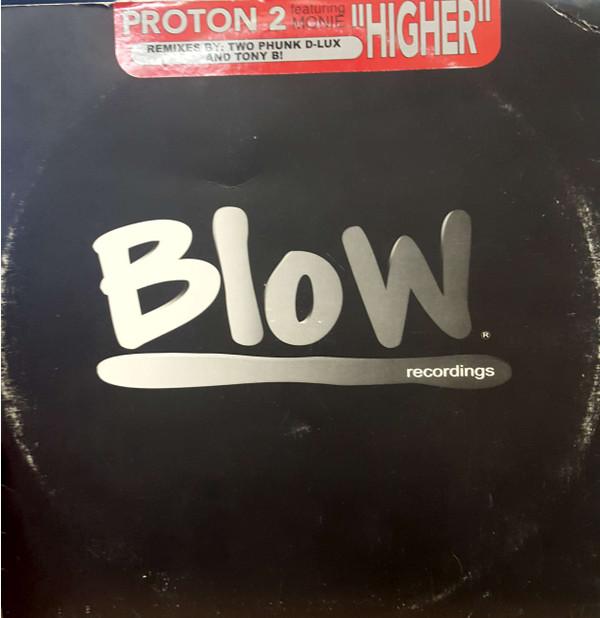 PROTON 2 featuring MONIE "HIGHER"
REMIXES BY: TWO PHUNK D-LUX
AND TONY B!
BloW®
recordings